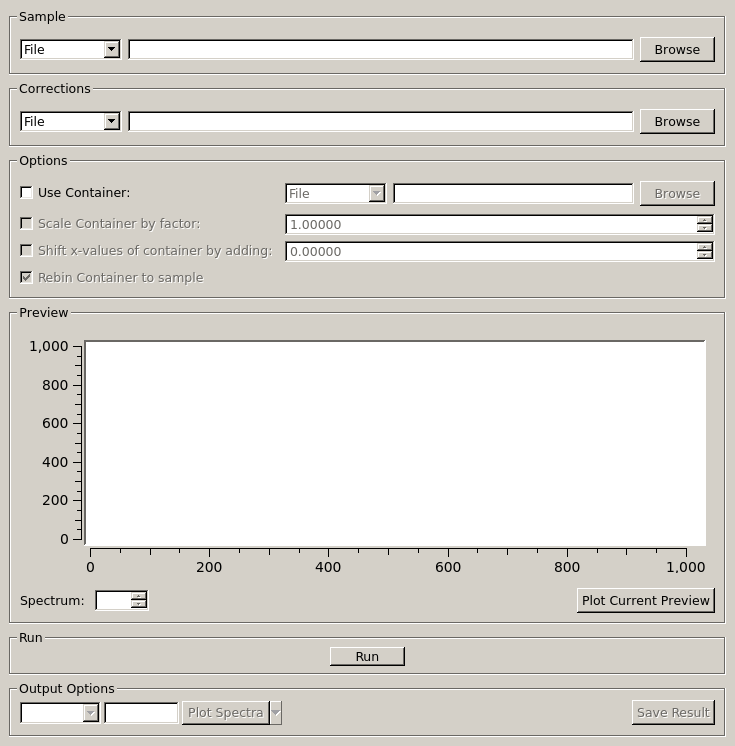 Sample
File Browse
Corrections
File Browse
Options
Use Container: File Browse
Scale Container by factor: 1.00000
Shift x-values of container by adding: 0.00000
Rebin Container to sample
Preview
1,000
800
600
400
200
0
0 200 400 600 800 1,000
Spectrum: Plot Current Preview
Run
Run
Output Options
Plot Spectra Save Result